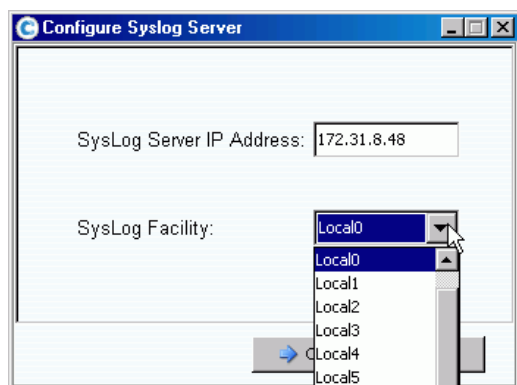 Configure Syslog Server
SysLog Server IP Address: 172.31.8.48
SysLog Facility: Local0
Local0
Local1
Local2
Local3
Local4
Local5